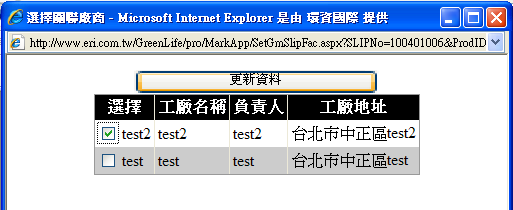 選擇關聯廠商 - Microsoft Internet Explorer 是由 環資國際 提供
http://www.eri.com.tw/GreenLife/pro/MarkApp/SetGmSlipFac.aspx?SLIPNo=100401006&ProdID
更新資料
選擇 工廠名稱 負責人 工廠地址
test2 test2 test2 台北市中正區test2
test test test 台北市中正區test